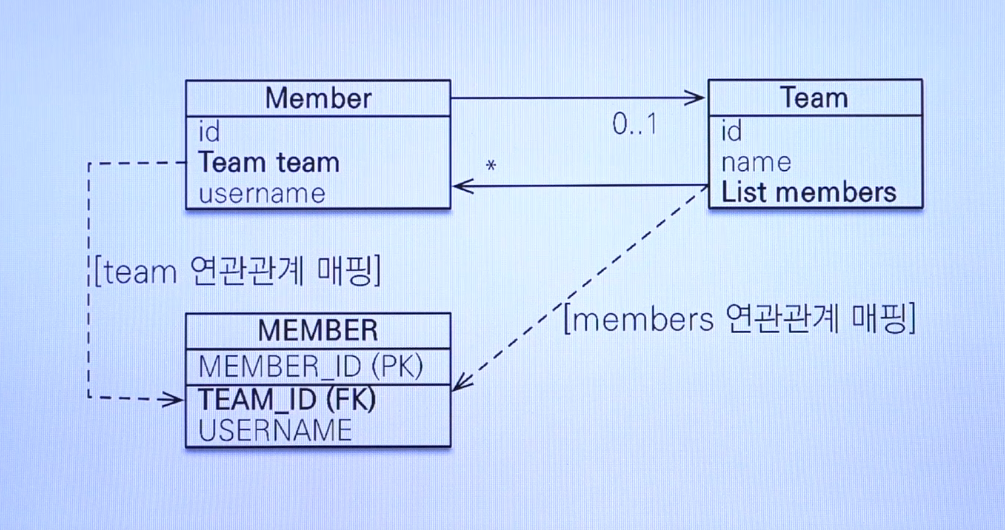 Member
id
Team team
username
0..1
*
Team
id
name
List members
[team 연관관계 매핑]
[members 연관관계 매핑]
MEMBER
MEMBER_ID (PK)
TEAM_ID (FK)
USERNAME